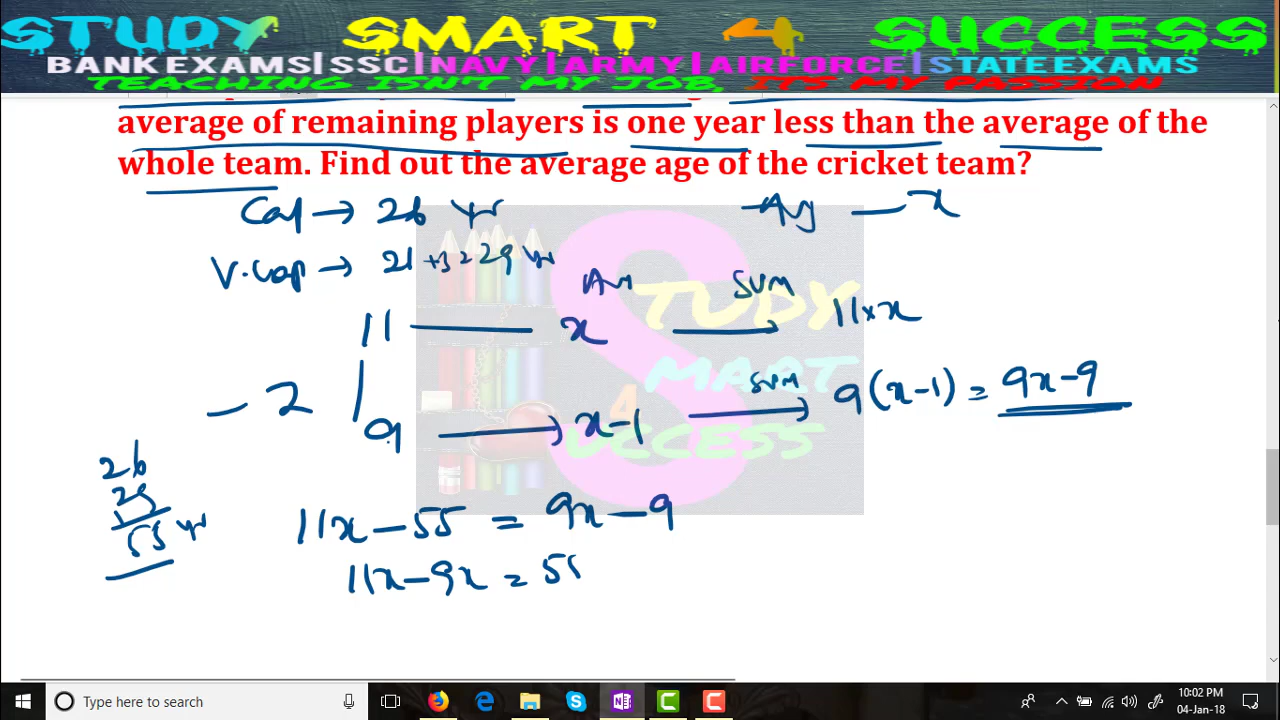 STUDY SMART 4 SUCCESS
BANK EXAMS|SSC|NAVY|ARMY|AIRFORCE|STATE EXAMS
TEACHING ISN'T MY JOB, IT'S MY PASSION
average of remaining players is one year less than the average of the
whole team. Find out the average age of the cricket team?
Cap → 26 yr
Avg — x
V.Cap → 26 +3 = 29 yr
Avg SUM
11 — x → 11×x
SUM
- 2 9 → x-1 → 9(x-1) = 9x-9
26
29
55 yr
11x - 55 = 9x - 9
11x - 9x = 55
STUDY
SMART
4
SUCCESS
Type here to search
10:02 PM
04-Jan-18